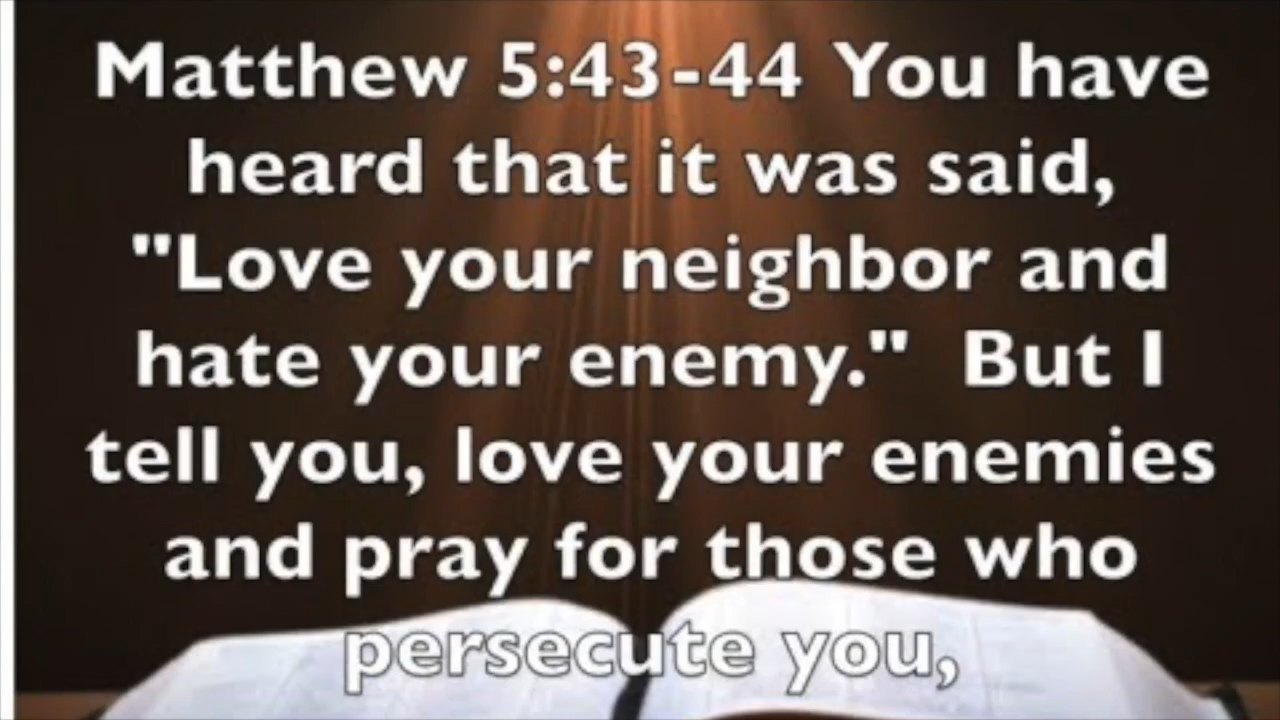 Matthew 5:43-44 You have
heard that it was said,
"Love your neighbor and
hate your enemy."  But I
tell you, love your enemies
and pray for those who
persecute you,